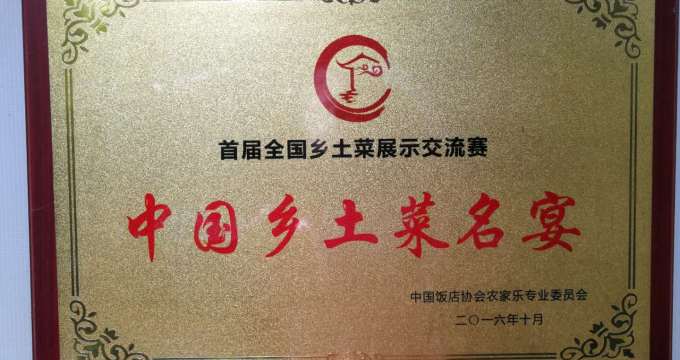 首届全国乡土菜展示交流赛
中国乡土菜名宴
中国饭店协会农家乐专业委员会
二〇一六年十月